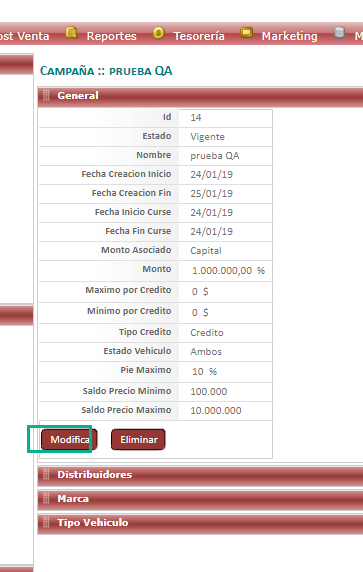 ost Venta Reportes Tesorería Marketing M
Campaña :: prueba QA
General
Id 14
Estado Vigente
Nombre prueba QA
Fecha Creacion Inicio 24/01/19
Fecha Creacion Fin 25/01/19
Fecha Inicio Curse 24/01/19
Fecha Fin Curse 24/01/19
Monto Asociado Capital
Monto 1.000.000,00 %
Maximo por Credito 0 $
Minimo por Credito 0 $
Tipo Credito Credito
Estado Vehiculo Ambos
Pie Maximo 10 %
Saldo Precio Minimo 100.000
Saldo Precio Maximo 10.000.000
Modifica Eliminar
Distribuidores
Marca
Tipo Vehiculo